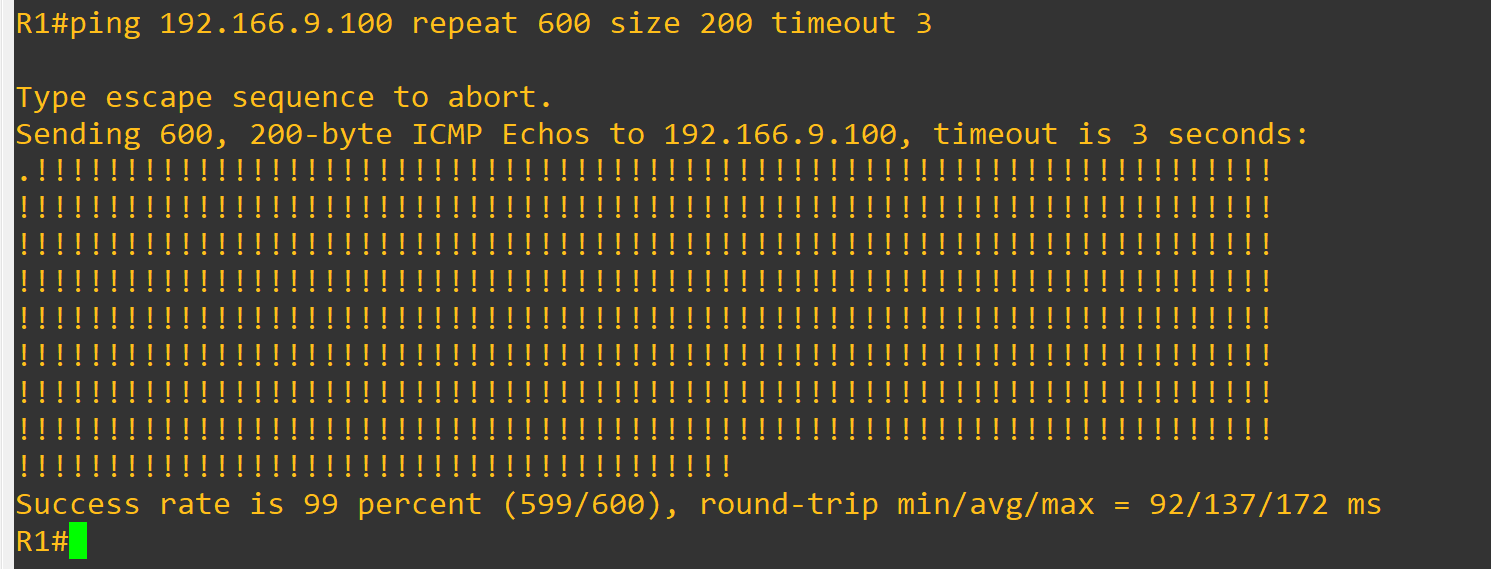 R1#ping 192.166.9.100 repeat 600 size 200 timeout 3
Type escape sequence to abort.
Sending 600, 200-byte ICMP Echos to 192.166.9.100, timeout is 3 seconds:
.!!!!!!!!!!!!!!!!!!!!!!!!!!!!!!!!!!!!!!!!!!!!!!!!!!!!!!!!!!!!!!!!!!!!!
!!!!!!!!!!!!!!!!!!!!!!!!!!!!!!!!!!!!!!!!!!!!!!!!!!!!!!!!!!!!!!!!!!!!!!
!!!!!!!!!!!!!!!!!!!!!!!!!!!!!!!!!!!!!!!!!!!!!!!!!!!!!!!!!!!!!!!!!!!!!!
!!!!!!!!!!!!!!!!!!!!!!!!!!!!!!!!!!!!!!!!!!!!!!!!!!!!!!!!!!!!!!!!!!!!!!
!!!!!!!!!!!!!!!!!!!!!!!!!!!!!!!!!!!!!!!!!!!!!!!!!!!!!!!!!!!!!!!!!!!!!!
!!!!!!!!!!!!!!!!!!!!!!!!!!!!!!!!!!!!!!!!!!!!!!!!!!!!!!!!!!!!!!!!!!!!!!
!!!!!!!!!!!!!!!!!!!!!!!!!!!!!!!!!!!!!!!!!!!!!!!!!!!!!!!!!!!!!!!!!!!!!!
!!!!!!!!!!!!!!!!!!!!!!!!!!!!!!!!!!!!!!!!!!!!!!!!!!!!!!!!!!!!!!!!!!!!!!
!!!!!!!!!!!!!!!!!!!!!!!!!!!!!!!!!!!!!!!!
Success rate is 99 percent (599/600), round-trip min/avg/max = 92/137/172 ms
R1#